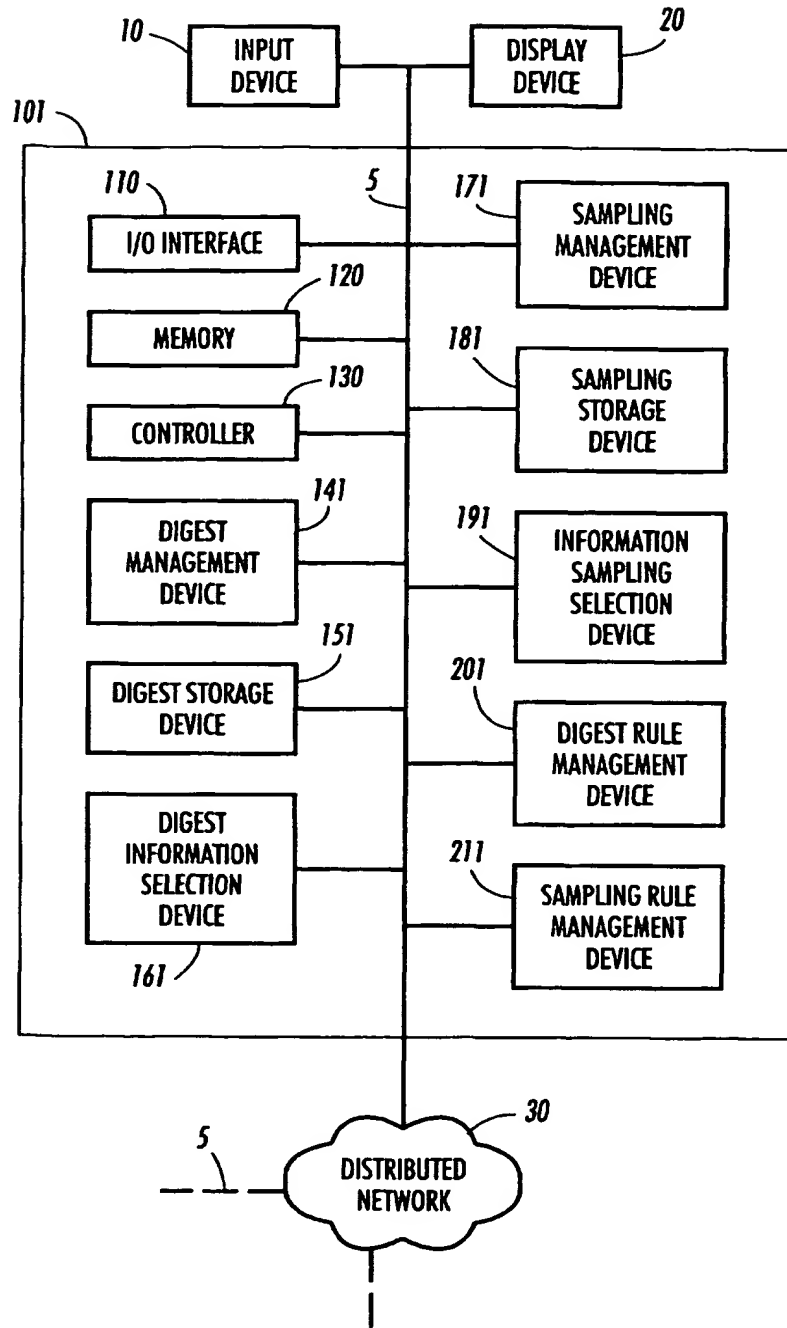 10
INPUT
DEVICE
20
DISPLAY
DEVICE
101
5
110
I/O INTERFACE
120
MEMORY
130
CONTROLLER
141
DIGEST
MANAGEMENT
DEVICE
151
DIGEST STORAGE
DEVICE
DIGEST
INFORMATION
SELECTION
DEVICE
161
171
SAMPLING
MANAGEMENT
DEVICE
181
SAMPLING
STORAGE
DEVICE
191
INFORMATION
SAMPLING
SELECTION
DEVICE
201
DIGEST RULE
MANAGEMENT
DEVICE
211
SAMPLING RULE
MANAGEMENT
DEVICE
30
5
DISTRIBUTED
NETWORK